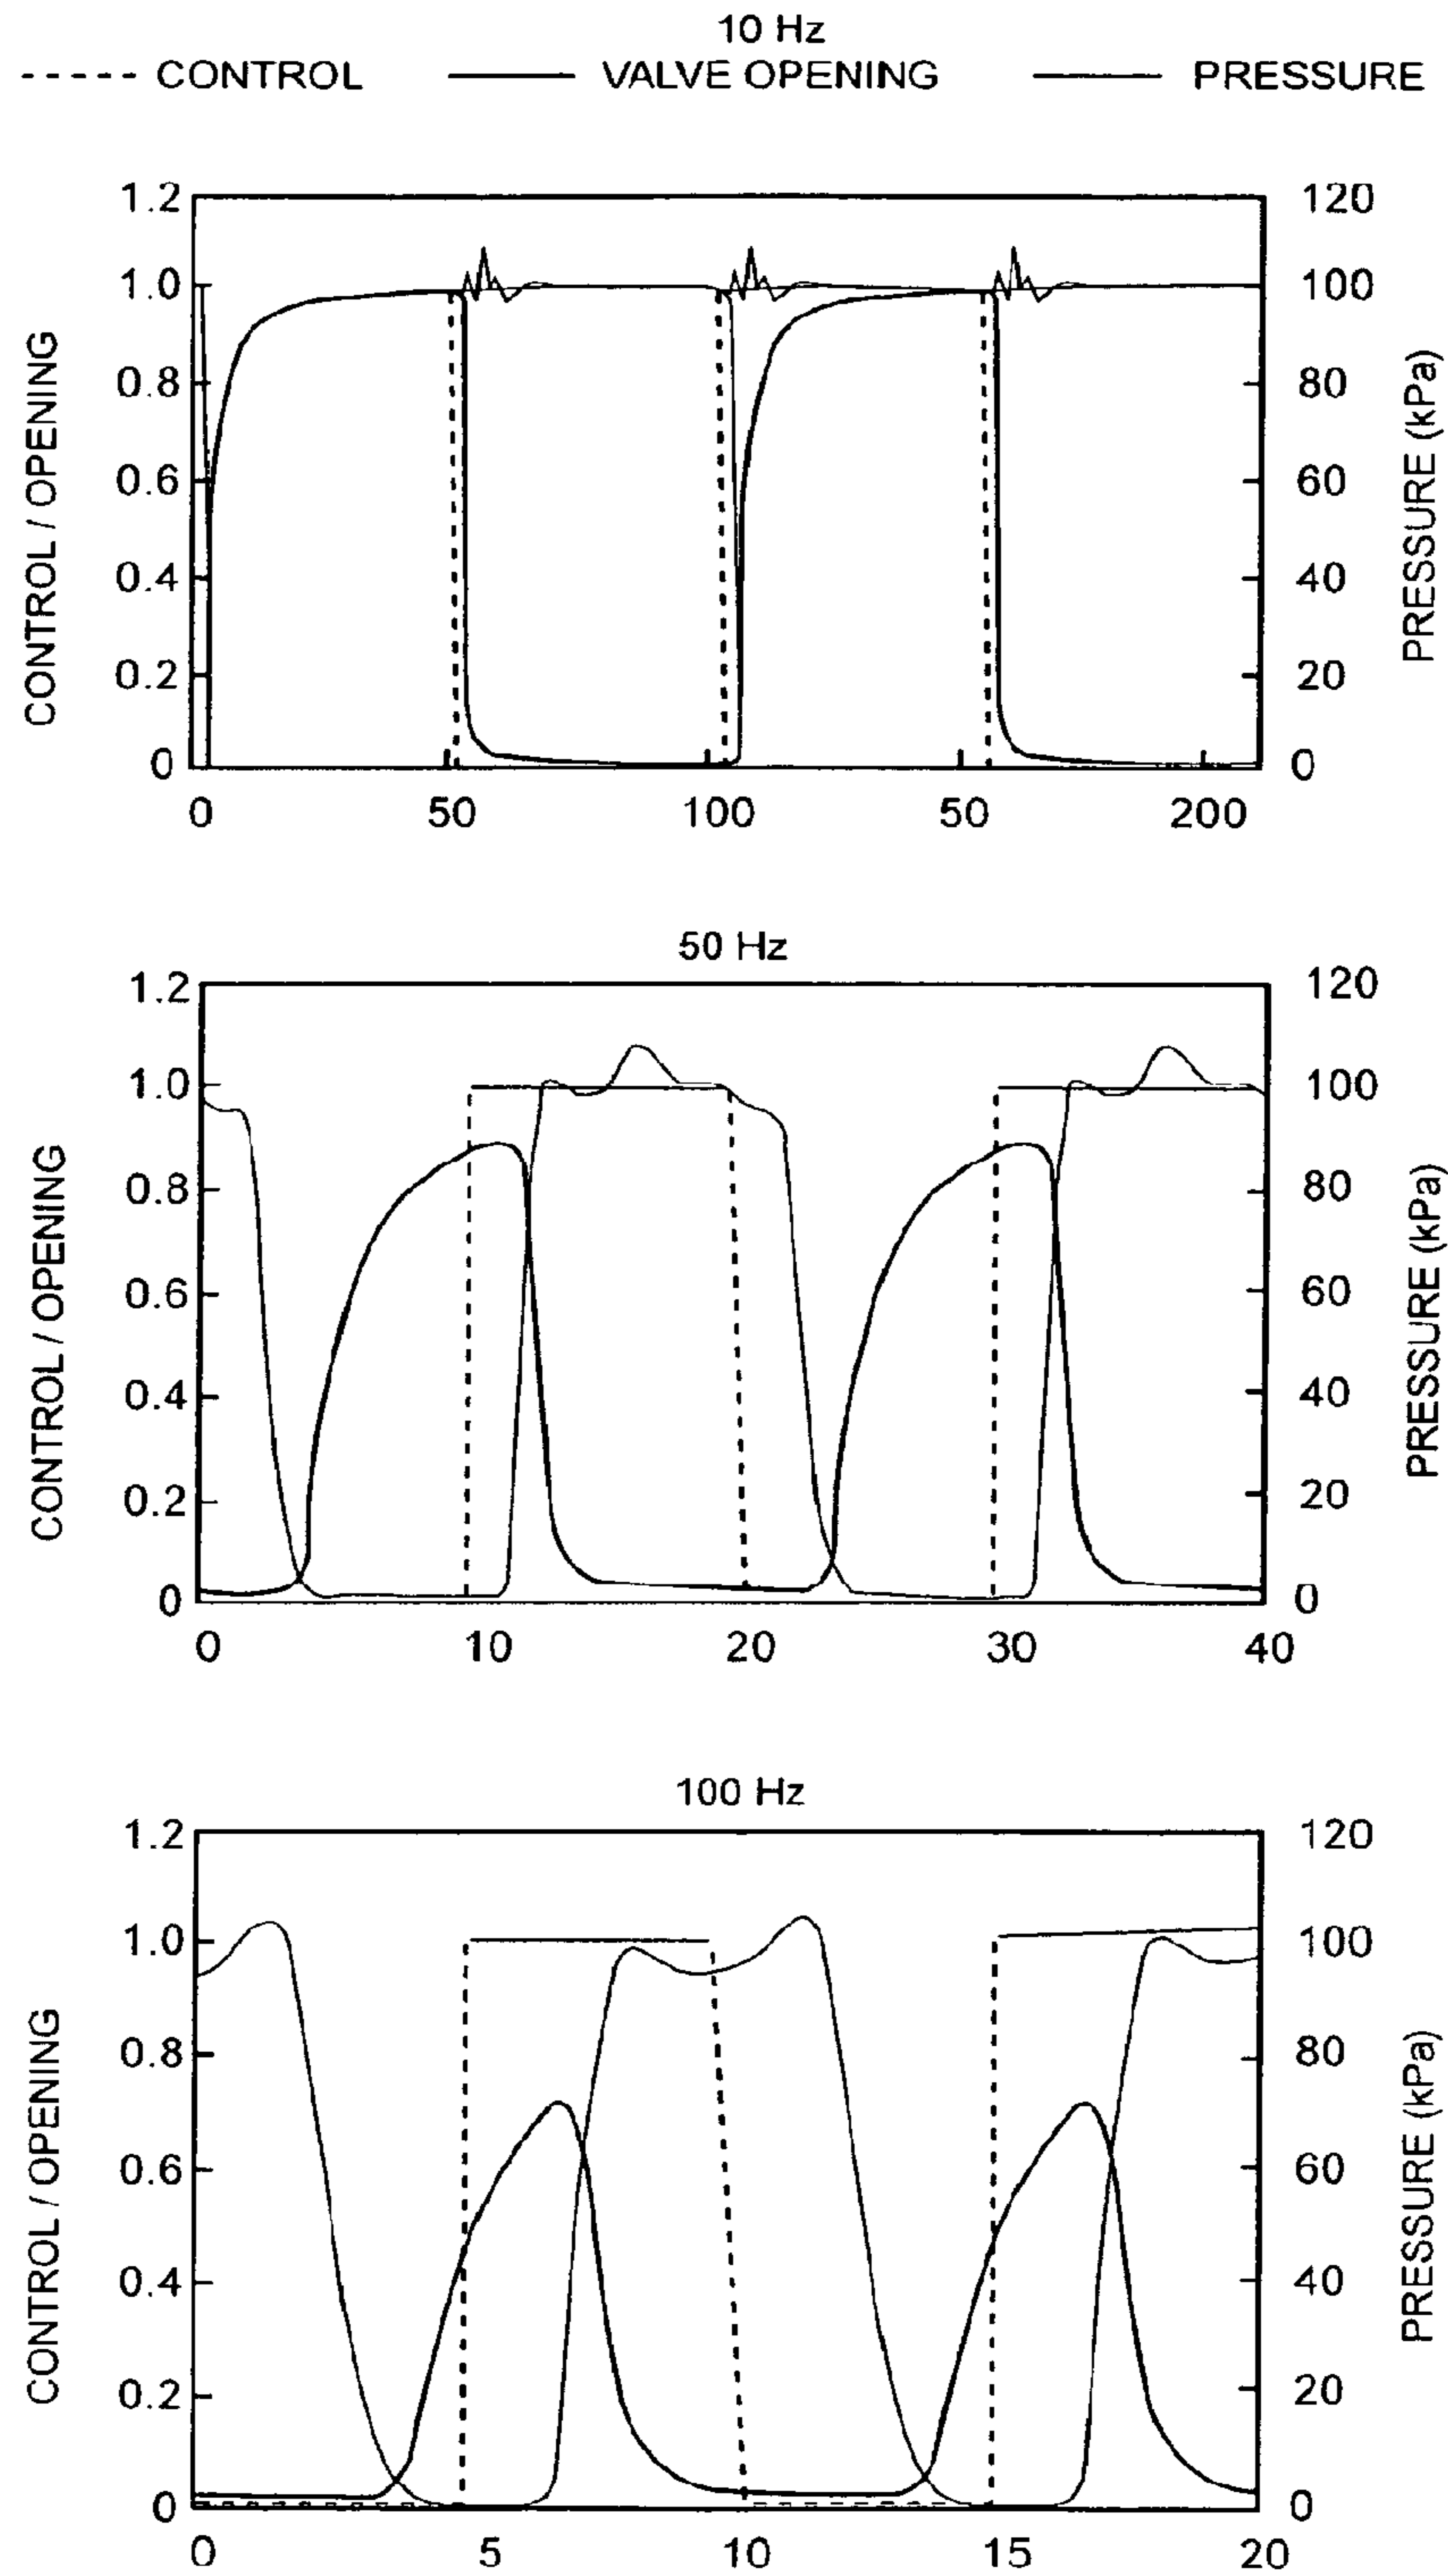 10 Hz
CONTROL VALVE OPENING PRESSURE
1.2 120
1.0 100
0.8 80
0.6 60
0.4 40
0.2 20
0 0
CONTROL / OPENING
PRESSURE (kPa)
0 50 100 50 200
50 Hz
1.2 120
1.0 100
0.8 80
0.6 60
0.4 40
0.2 20
0 0
CONTROL / OPENING
PRESSURE (kPa)
0 10 20 30 40
100 Hz
1.2 120
1.0 100
0.8 80
0.6 60
0.4 40
0.2 20
0 0
CONTROL / OPENING
PRESSURE (kPa)
0 5 10 15 20